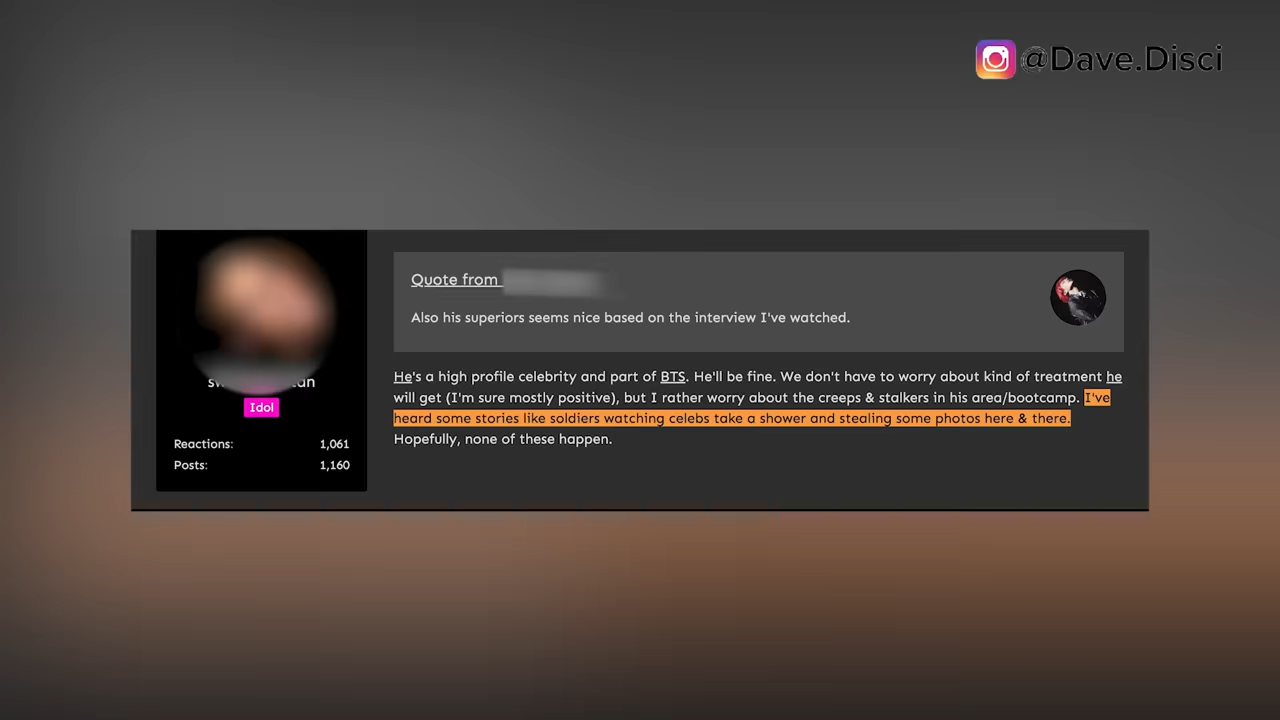 @Dave.Disci
Quote from
Also his superiors seems nice based on the interview I've watched.
Idol
Reactions: 1,061
Posts: 1,160
He's a high profile celebrity and part of BTS. He'll be fine. We don't have to worry about kind of treatment he
will get (I'm sure mostly positive), but I rather worry about the creeps & stalkers in his area/bootcamp. I've
heard some stories like soldiers watching celebs take a shower and stealing some photos here & there.
Hopefully, none of these happen.